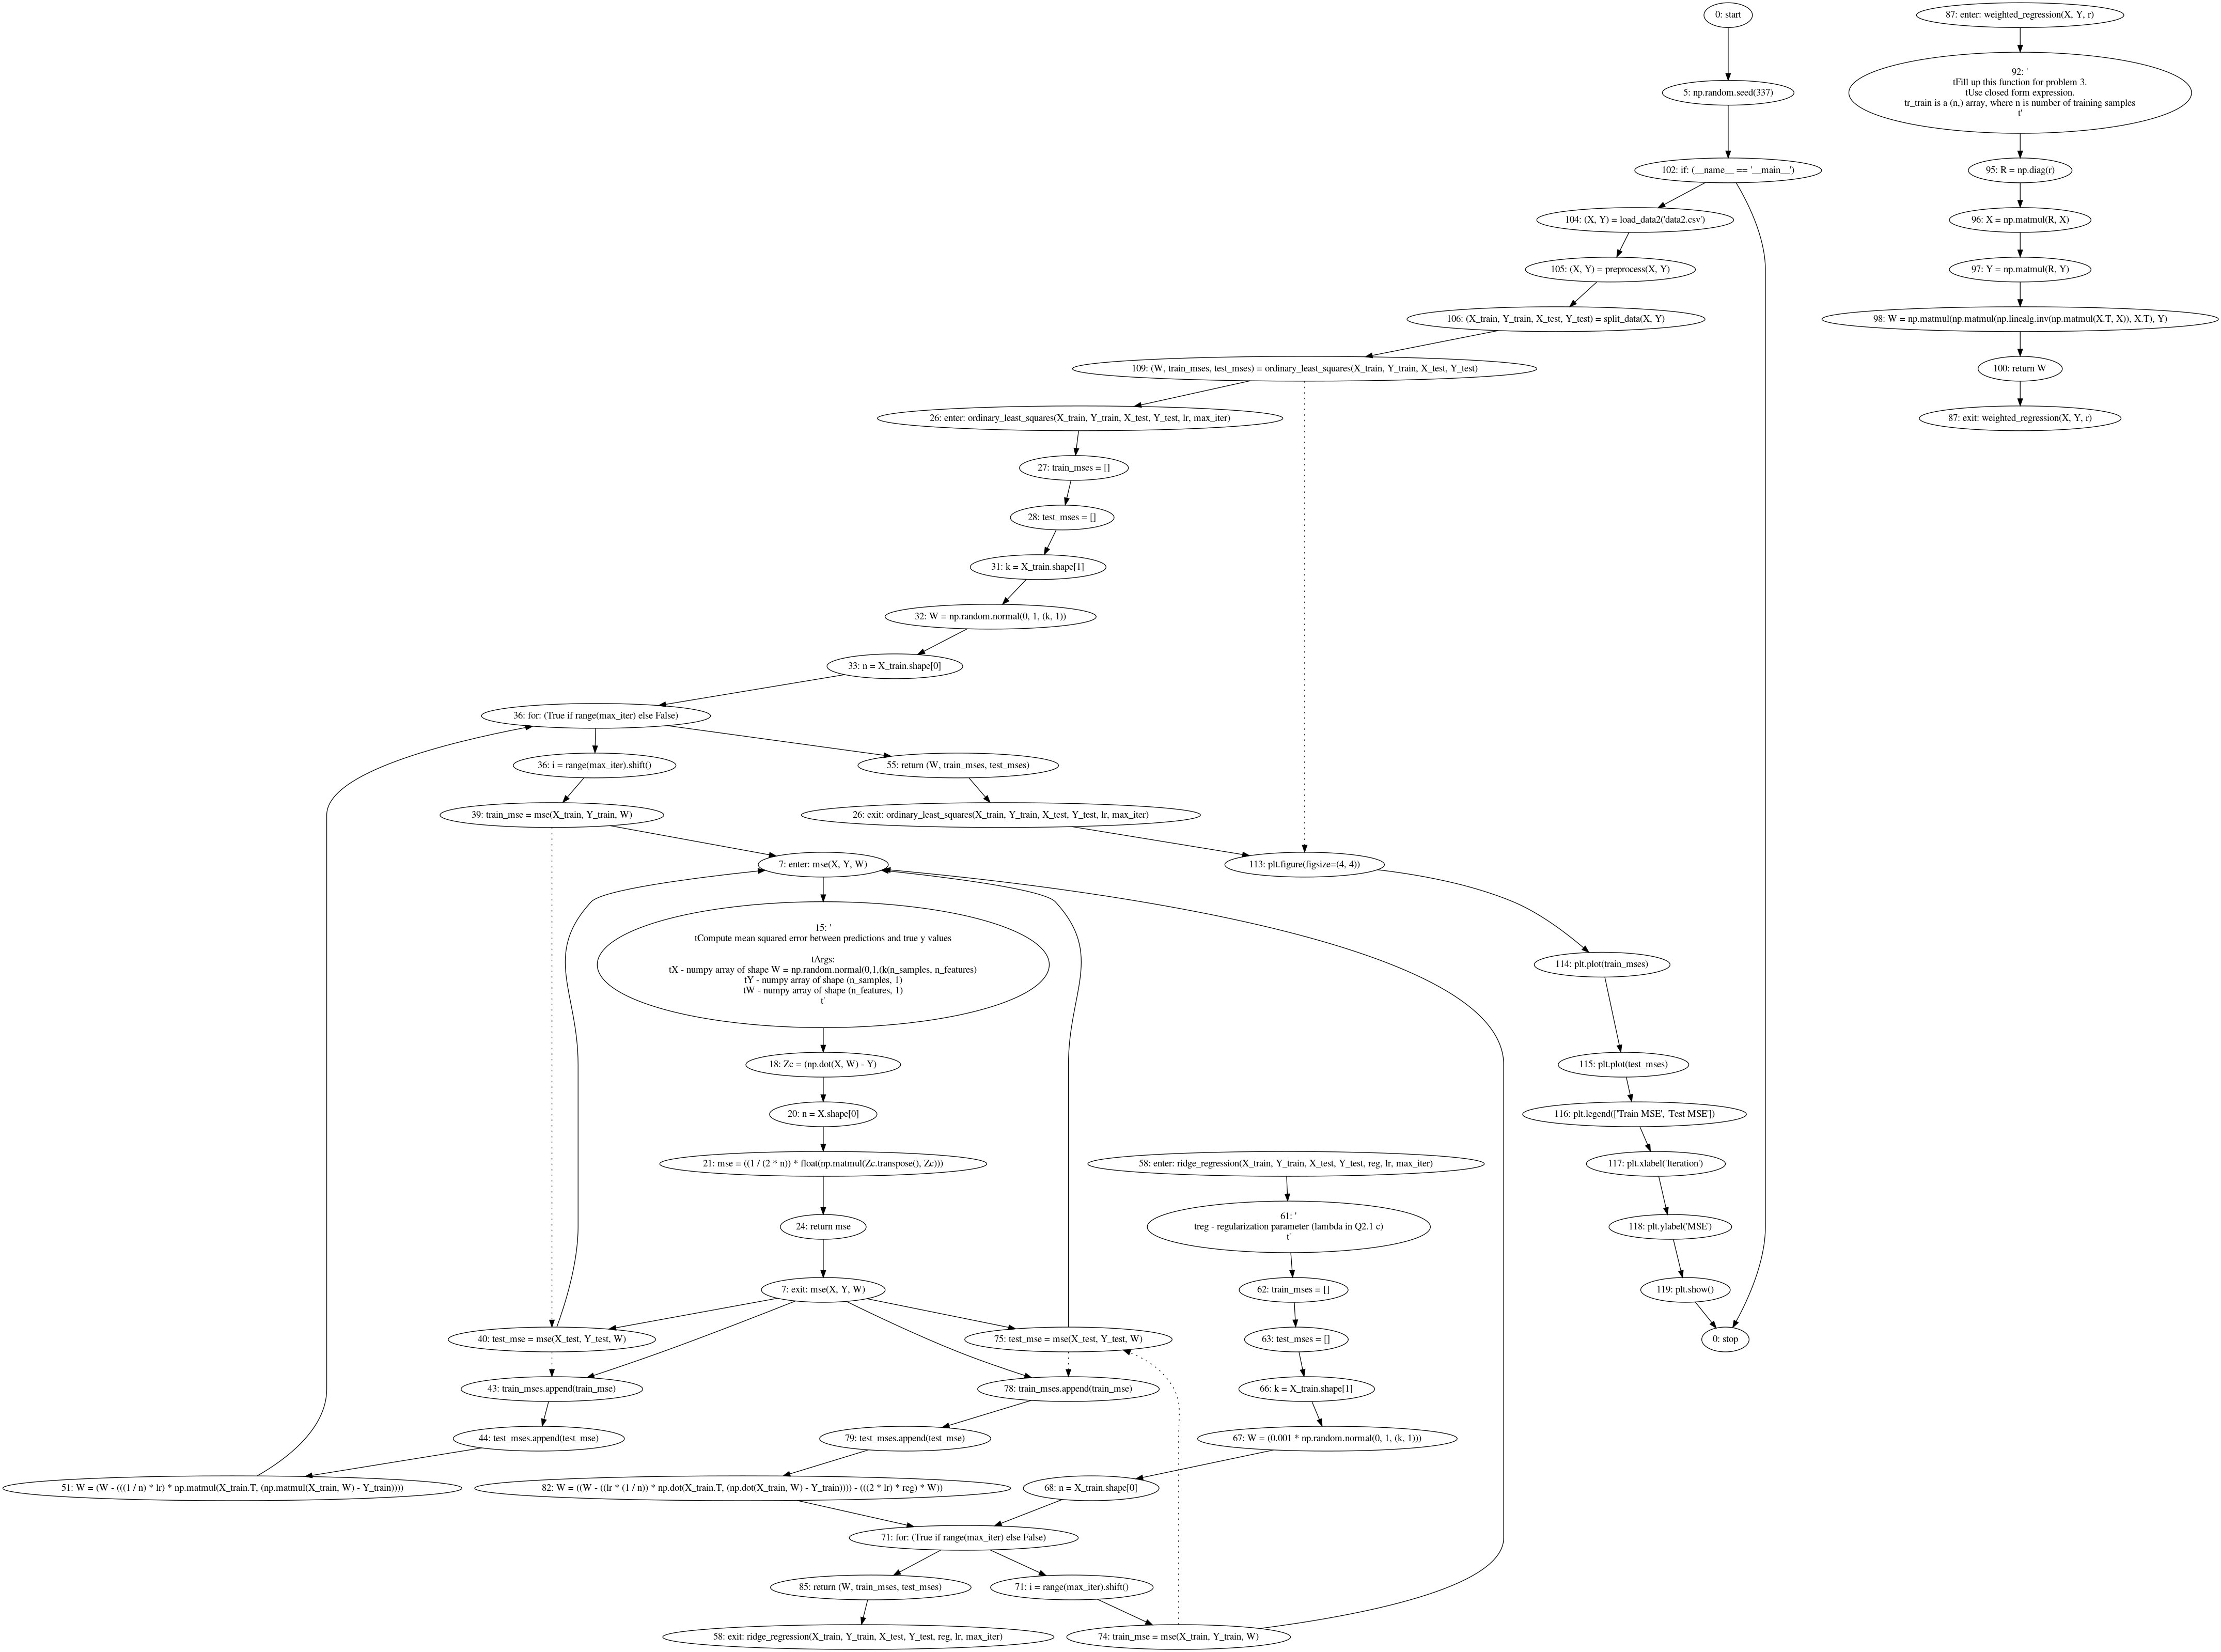 0: start
87: enter: weighted_regression(X, Y, r)
5: np.random.seed(337)
92: '
tFill up this function for problem 3.
tUse closed form expression.
tr_train is a (n,) array, where n is number of training samples
t'
102: if: (__name__ == '__main__')
95: R = np.diag(r)
104: (X, Y) = load_data2('data2.csv')
96: X = np.matmul(R, X)
105: (X, Y) = preprocess(X, Y)
97: Y = np.matmul(R, Y)
106: (X_train, Y_train, X_test, Y_test) = split_data(X, Y)
98: W = np.matmul(np.matmul(np.linealg.inv(np.matmul(X.T, X)), X.T), Y)
109: (W, train_mses, test_mses) = ordinary_least_squares(X_train, Y_train, X_test, Y_test)
100: return W
26: enter: ordinary_least_squares(X_train, Y_train, X_test, Y_test, lr, max_iter)
87: exit: weighted_regression(X, Y, r)
27: train_mses = []
28: test_mses = []
31: k = X_train.shape[1]
32: W = np.random.normal(0, 1, (k, 1))
33: n = X_train.shape[0]
36: for: (True if range(max_iter) else False)
36: i = range(max_iter).shift()
55: return (W, train_mses, test_mses)
39: train_mse = mse(X_train, Y_train, W)
26: exit: ordinary_least_squares(X_train, Y_train, X_test, Y_test, lr, max_iter)
7: enter: mse(X, Y, W)
113: plt.figure(figsize=(4, 4))
15: '
tCompute mean squared error between predictions and true y values
tArgs:
tX - numpy array of shape W = np.random.normal(0,1,(k(n_samples, n_features)
tY - numpy array of shape (n_samples, 1)
tW - numpy array of shape (n_features, 1)
t'
114: plt.plot(train_mses)
18: Zc = (np.dot(X, W) - Y)
115: plt.plot(test_mses)
20: n = X.shape[0]
116: plt.legend(['Train MSE', 'Test MSE'])
21: mse = ((1 / (2 * n)) * float(np.matmul(Zc.transpose(), Zc)))
58: enter: ridge_regression(X_train, Y_train, X_test, Y_test, reg, lr, max_iter)
117: plt.xlabel('Iteration')
24: return mse
61: '
treg - regularization parameter (lambda in Q2.1 c)
t'
118: plt.ylabel('MSE')
7: exit: mse(X, Y, W)
62: train_mses = []
119: plt.show()
40: test_mse = mse(X_test, Y_test, W)
75: test_mse = mse(X_test, Y_test, W)
63: test_mses = []
0: stop
43: train_mses.append(train_mse)
78: train_mses.append(train_mse)
66: k = X_train.shape[1]
44: test_mses.append(test_mse)
79: test_mses.append(test_mse)
67: W = (0.001 * np.random.normal(0, 1, (k, 1)))
51: W = (W - (((1 / n) * lr) * np.matmul(X_train.T, (np.matmul(X_train, W) - Y_train))))
82: W = ((W - ((lr * (1 / n)) * np.dot(X_train.T, (np.dot(X_train, W) - Y_train)))) - (((2 * lr) * reg) * W))
68: n = X_train.shape[0]
71: for: (True if range(max_iter) else False)
85: return (W, train_mses, test_mses)
71: i = range(max_iter).shift()
58: exit: ridge_regression(X_train, Y_train, X_test, Y_test, reg, lr, max_iter)
74: train_mse = mse(X_train, Y_train, W)